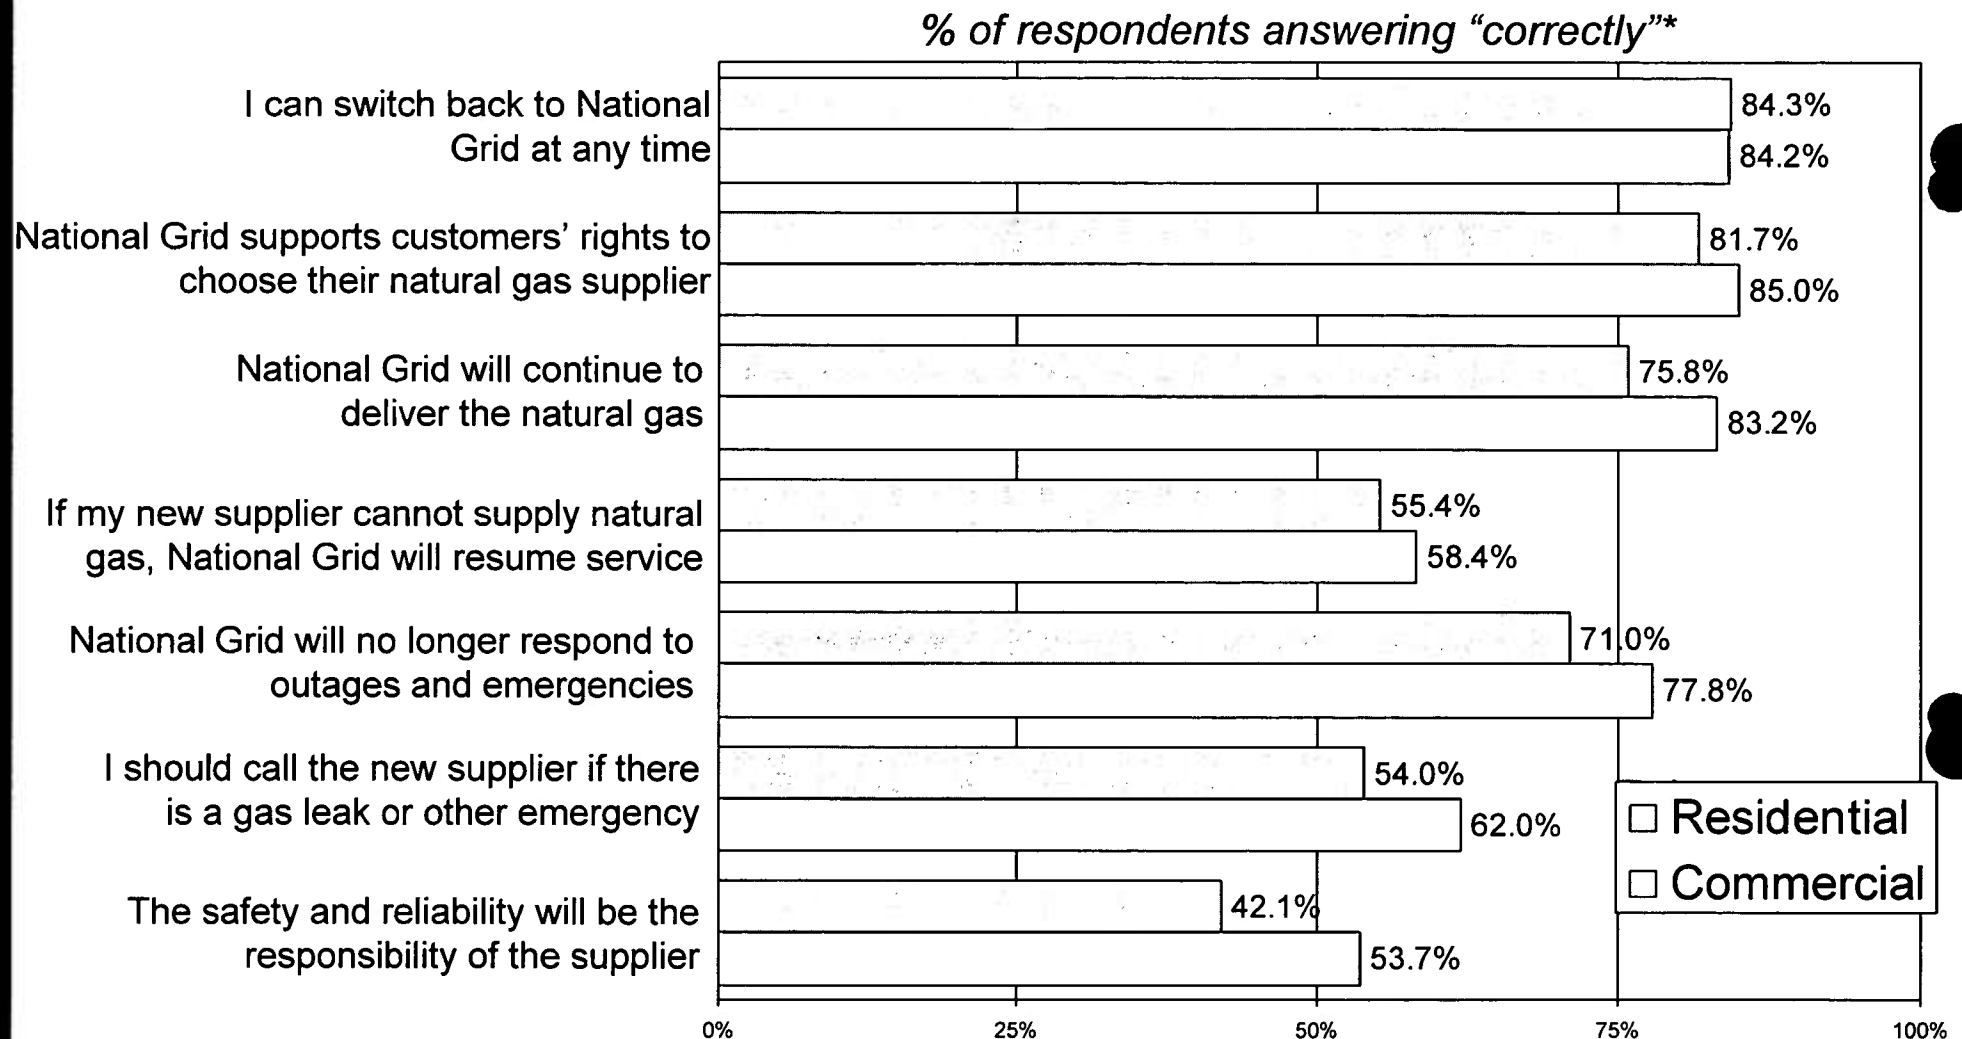 % of respondents answering “correctly”*
I can switch back to National
Grid at any time
84.3%
84.2%
National Grid supports customers’ rights to
choose their natural gas supplier
81.7%
85.0%
National Grid will continue to
deliver the natural gas
75.8%
83.2%
If my new supplier cannot supply natural
gas, National Grid will resume service
55.4%
58.4%
National Grid will no longer respond to
outages and emergencies
71.0%
77.8%
I should call the new supplier if there
is a gas leak or other emergency
54.0%
62.0%
The safety and reliability will be the
responsibility of the supplier
42.1%
53.7%
Residential
Commercial
0% 25% 50% 75% 100%